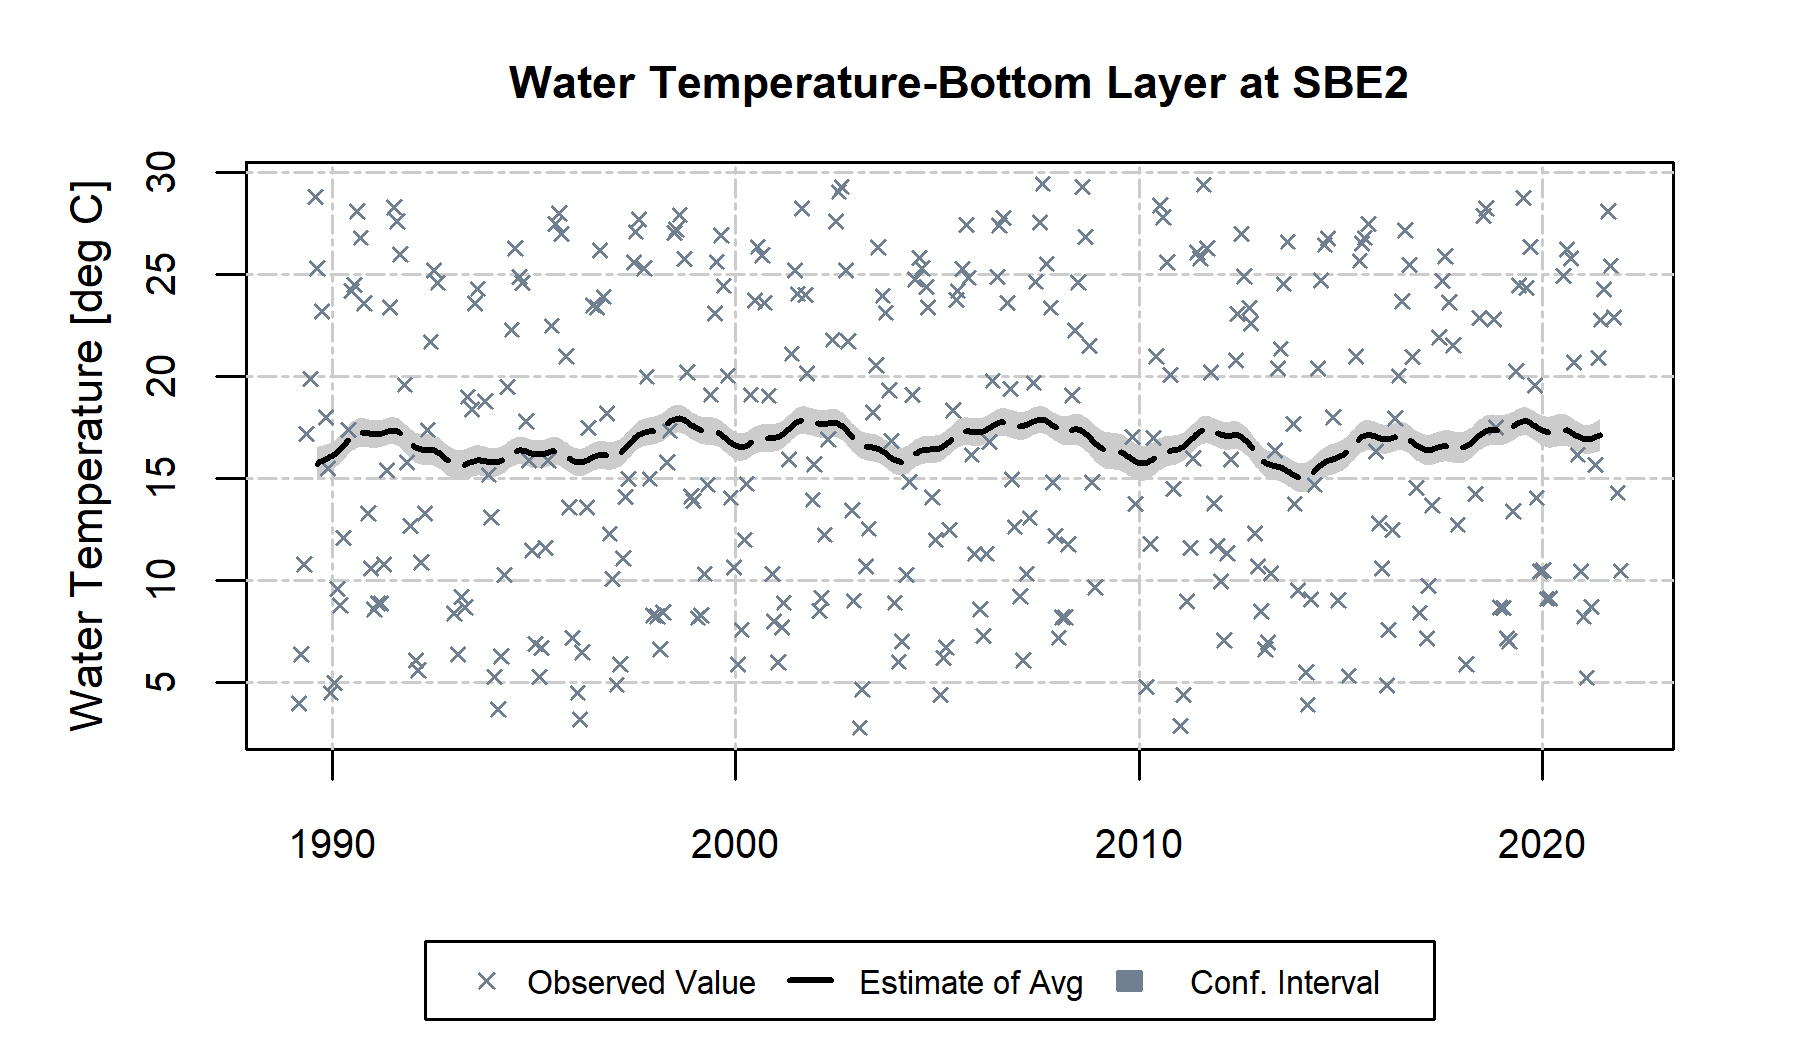 Water Temperature-Bottom Layer at SBE2
Water Temperature [deg C]
30
25
20
15
10
5
1990 2000 2010 2020
Observed Value Estimate of Avg Conf. Interval